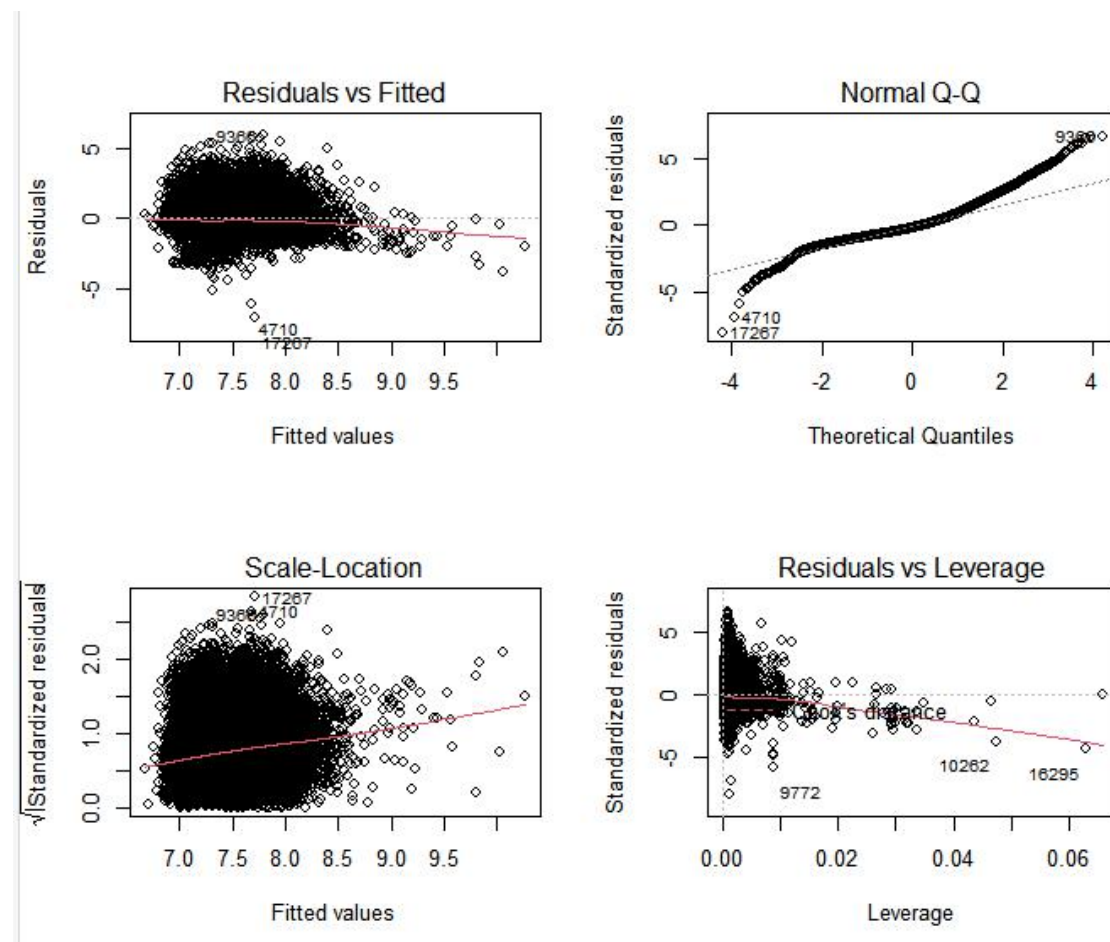 Residuals vs Fitted
Residuals
5
0
-5
9360
4710
17267
7.0 7.5 8.0 8.5 9.0 9.5
Fitted values
Normal Q-Q
Standardized residuals
5
0
-5
9360
4710
17267
-4 -2 0 2 4
Theoretical Quantiles
Scale-Location
√|Standardized residuals|
2.0
1.0
0.0
17267
9360 4710
7.0 7.5 8.0 8.5 9.0 9.5
Fitted values
Residuals vs Leverage
Standardized residuals
5
0
-5
Cook's distance
10262
16295
9772
0.00 0.02 0.04 0.06
Leverage